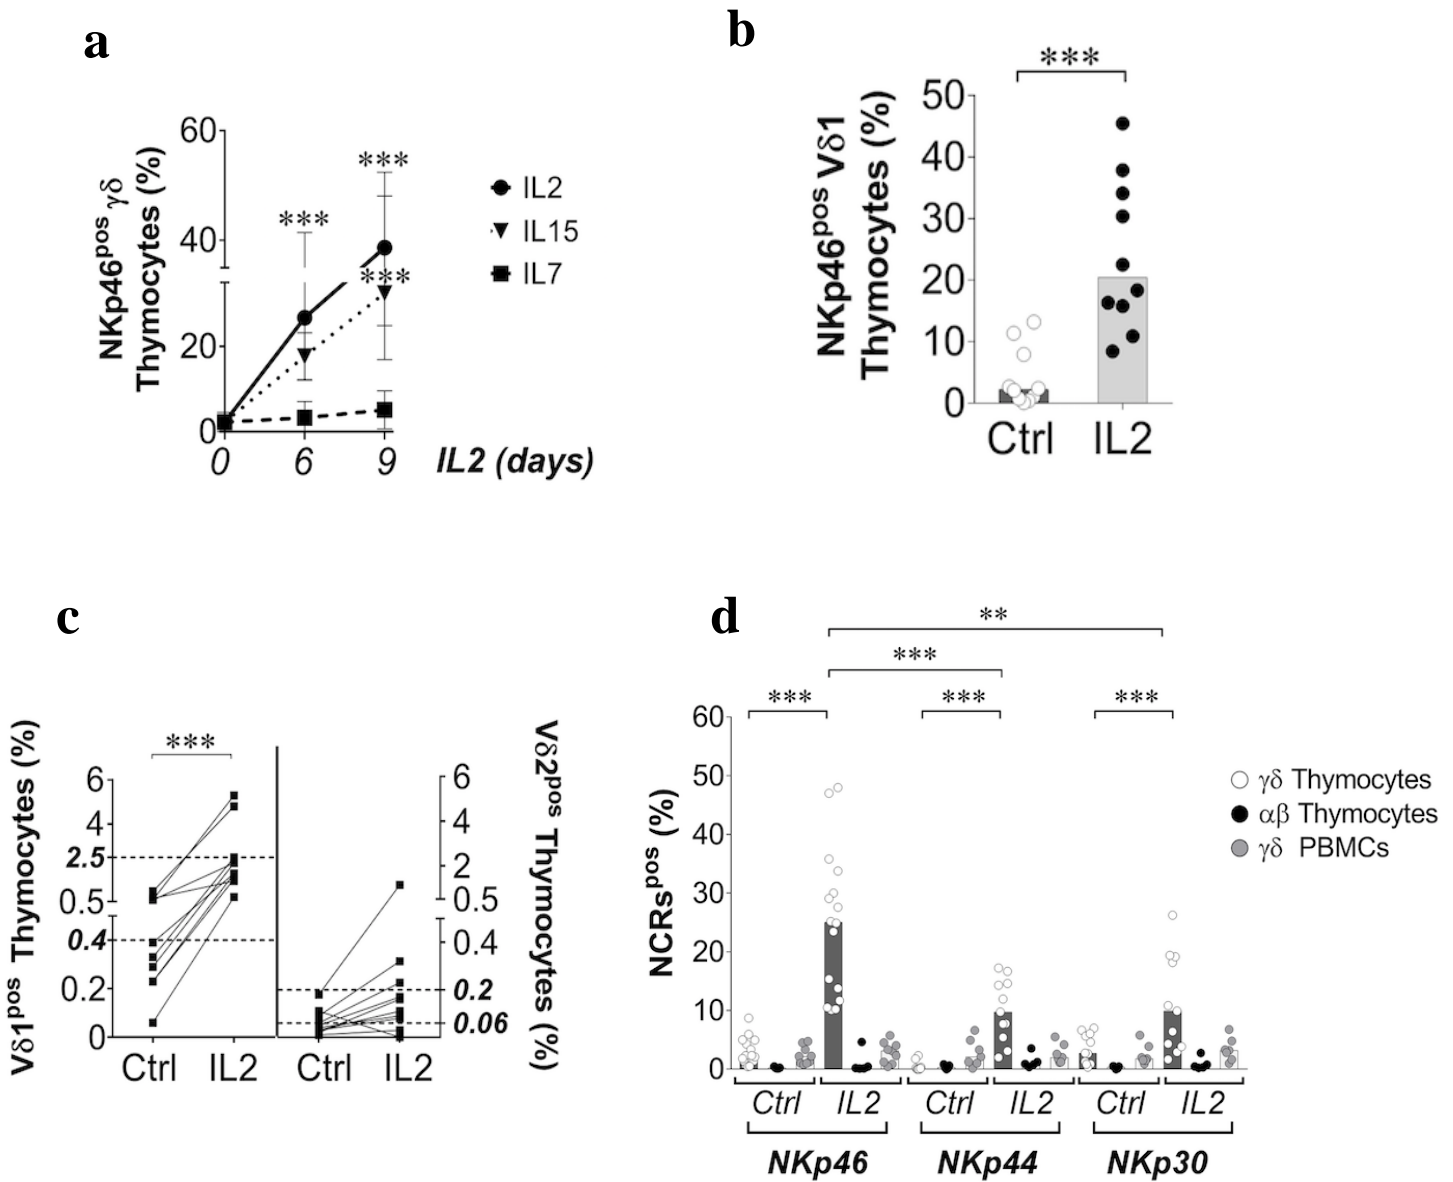 a
NKp46pos γδ
Thymocytes (%)
60
40
20
0
***
***
***
0 6 9 IL2 (days)
IL2
IL15
IL7
b
***
NKp46pos Vδ1
Thymocytes (%)
50
40
30
20
10
0
Ctrl IL2
c
Vδ1pos Thymocytes (%)
***
6
4
2.5
0.5
0.4
0.2
0
Ctrl IL2 Ctrl IL2
6
4
2
0.5
0.4
0.2
0.06
Vδ2pos Thymocytes (%)
d
**
***
*** *** ***
NCRspos (%)
60
50
40
30
20
10
0
γδ Thymocytes
αβ Thymocytes
γδ PBMCs
Ctrl IL2 Ctrl IL2 Ctrl IL2
NKp46 NKp44 NKp30